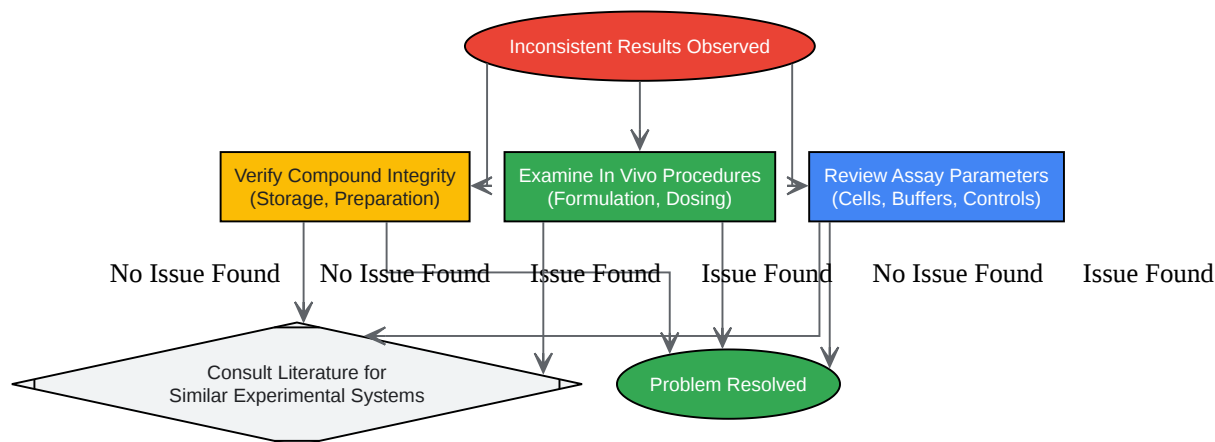 Inconsistent Results Observed
Verify Compound Integrity
(Storage, Preparation)
Examine In Vivo Procedures
(Formulation, Dosing)
Review Assay Parameters
(Cells, Buffers, Controls)
No Issue Found
No Issue Found
Issue Found
Issue Found
No Issue Found
Issue Found
Consult Literature for
Similar Experimental Systems
Problem Resolved